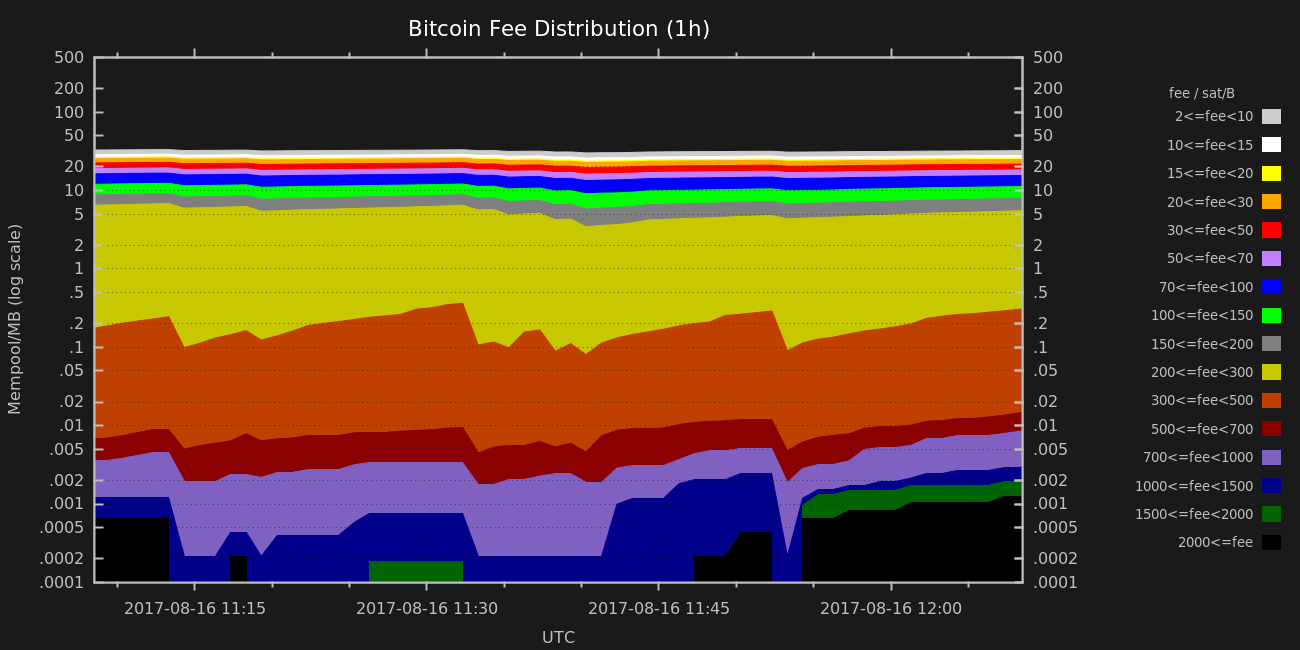 Bitcoin Fee Distribution (1h)
500
200
100
50
20
10
5
2
1
.5
.2
.1
.05
.02
.01
.005
.002
.001
.0005
.0002
.0001
Mempool/MB (log scale)
500
200
100
50
20
10
5
2
1
.5
.2
.1
.05
.02
.01
.005
.002
.001
.0005
.0002
.0001
2017-08-16 11:15
2017-08-16 11:30
2017-08-16 11:45
2017-08-16 12:00
UTC
fee / sat/B
2<=fee<10
10<=fee<15
15<=fee<20
20<=fee<30
30<=fee<50
50<=fee<70
70<=fee<100
100<=fee<150
150<=fee<200
200<=fee<300
300<=fee<500
500<=fee<700
700<=fee<1000
1000<=fee<1500
1500<=fee<2000
2000<=fee